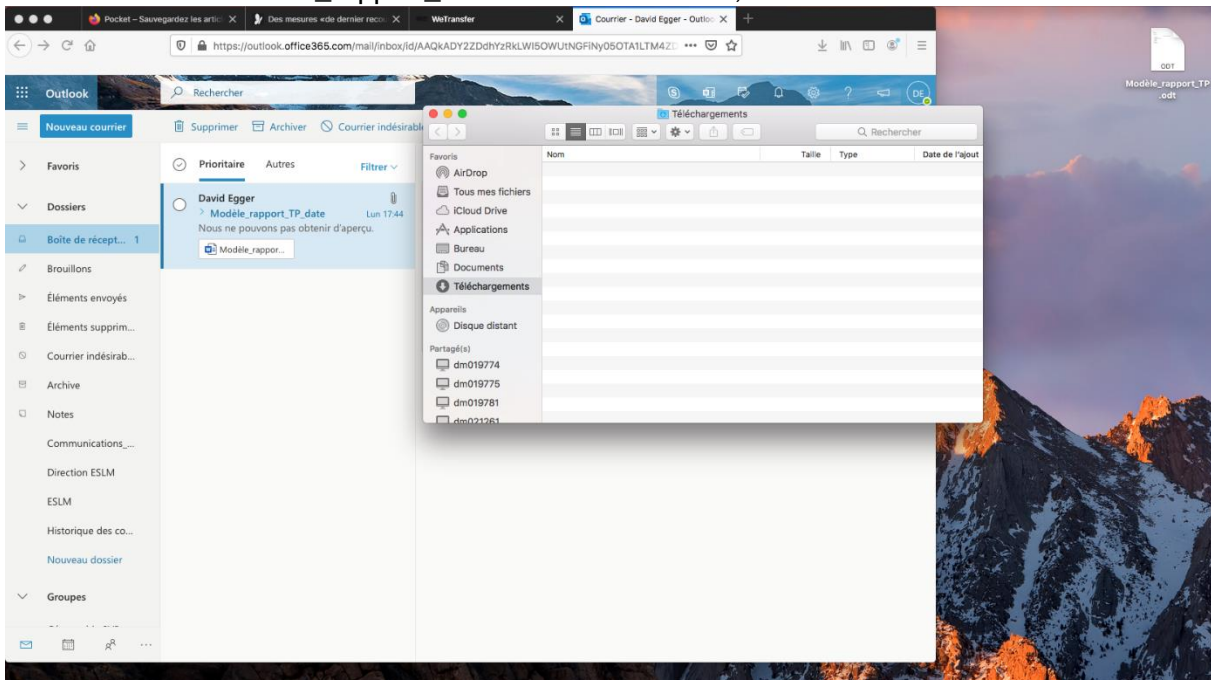 _rapport_
Pocket – Sauvegardez les artic
Des mesures «de dernier recou
WeTransfer
Courrier - David Egger - Outloo
https://outlook.office365.com/mail/inbox/id/
Outlook
Rechercher
DE
Nouveau courrier
Supprimer
Archiver
Courrier indésirabl
Favoris
Dossiers
Boîte de récept... 1
Brouillons
Éléments envoyés
Éléments supprim...
Courrier indésirab...
Archive
Notes
Communications_...
Direction ESLM
ESLM
Historique des co...
Nouveau dossier
Groupes
Prioritaire
Autres
Filtrer
David Egger
Modèle_rapport_TP_date
Lun 17:44
Nous ne pouvons pas obtenir d'aperçu.
Modèle_rappor...
Téléchargements
Rechercher
Favoris
AirDrop
Tous mes fichiers
iCloud Drive
Applications
Bureau
Documents
Téléchargements
Appareils
Disque distant
Partagé(s)
dm019774
dm019775
dm019781
dm021261
Nom
Taille
Type
Date de l'ajout
ODT
Modèle_rapport_TP
.odt